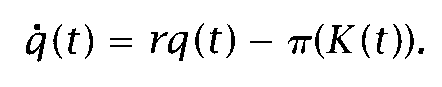 q̇(t) = rq(t) − π(K(t)).